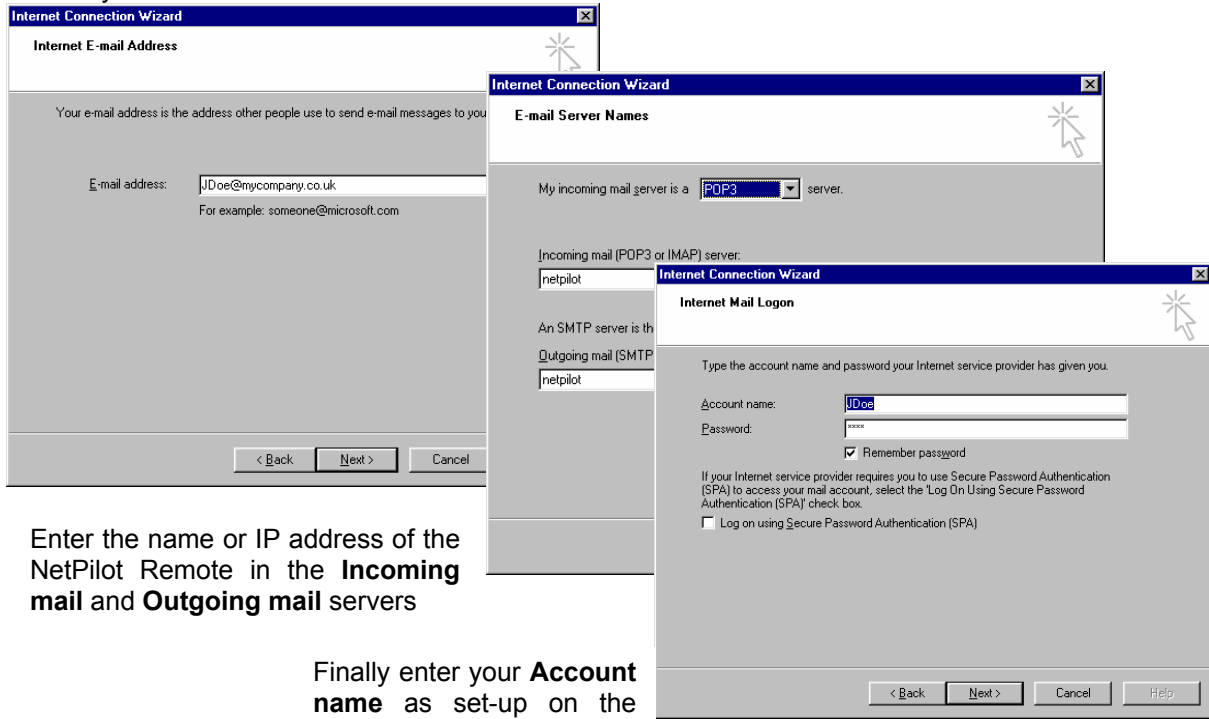 Internet Connection Wizard
Internet E-mail Address
Your e-mail address is the address other people use to send e-mail messages to you
E-mail address:
JDoe@mycompany.co.uk
For example: someone@microsoft.com
< Back
Next >
Cancel
Internet Connection Wizard
E-mail Server Names
My incoming mail server is a POP3 server.
Incoming mail (POP3 or IMAP) server:
netpilot
An SMTP server is th
Outgoing mail (SMTP
netpilot
Internet Connection Wizard
Internet Mail Logon
Type the account name and password your Internet service provider has given you.
Account name:
JDoe
Password:
****
Remember password
If your Internet service provider requires you to use Secure Password Authentication
(SPA) to access your mail account, select the 'Log On Using Secure Password
Authentication (SPA)' check box.
Log on using Secure Password Authentication (SPA)
< Back
Next >
Cancel
Help
Enter the name or IP address of the
NetPilot Remote in the Incoming
mail and Outgoing mail servers
Finally enter your Account
name as set-up on the